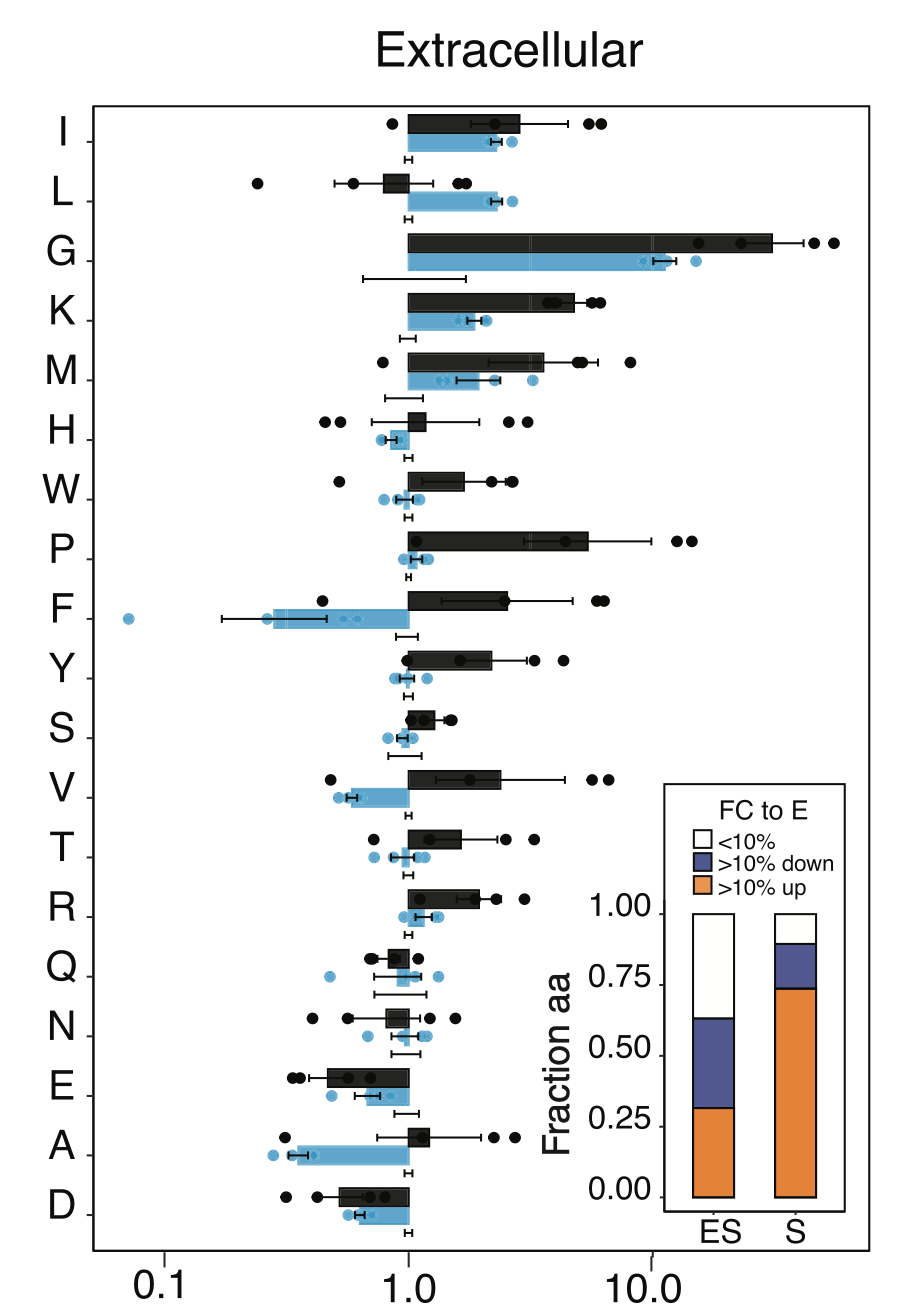 Extracellular
I
L
G
K
M
H
W
P
F
Y
S
V
T
R
Q
N
E
A
D
0.1
1.0
10.0
FC to E
<10%
>10% down
>10% up
Fraction aa
1.00
0.75
0.50
0.25
0.00
ES
S